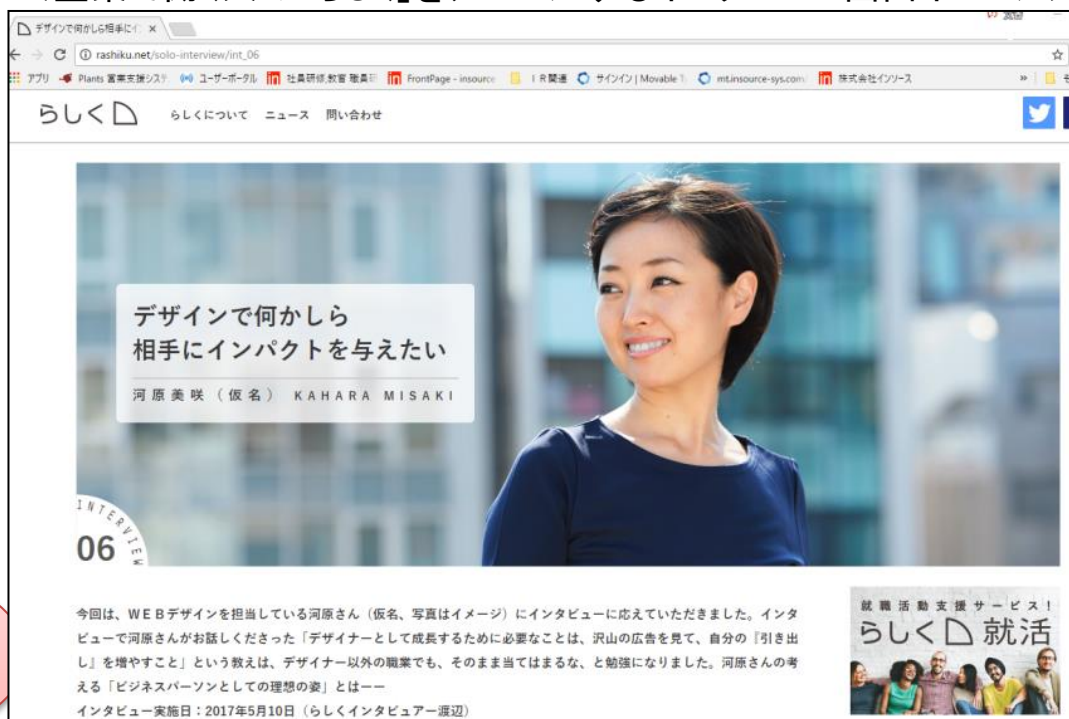 デザインで何かしら相手にイ
rashiku.net/solo-interview/int_06
アプリ Plants 営業支援システ ユーザーポータル 社員研修,教官 職員研 FrontPage - insource ＩＲ関連 サインイン | Movable T mt.insource-sys.com/ 株式会社インソース »
らしく らしくについて ニュース 問い合わせ
デザインで何かしら
相手にインパクトを与えたい
河原美咲（仮名） KAHARA MISAKI
INTERVIEW
06
今回は、ＷＥＢデザインを担当している河原さん（仮名、写真はイメージ）にインタビューに応えていただきました。インタ
ビューで河原さんがお話しくださった「デザイナーとして成長するために必要なことは、沢山の広告を見て、自分の『引き出
し』を増やすこと」という教えは、デザイナー以外の職業でも、そのまま当てはまるな、と勉強になりました。河原さんの考
える「ビジネスパーソンとしての理想の姿」とはーー
インタビュー実施日：2017年5月10日（らしくインタビュアー渡辺）
就職活動支援サービス！
らしく 就活